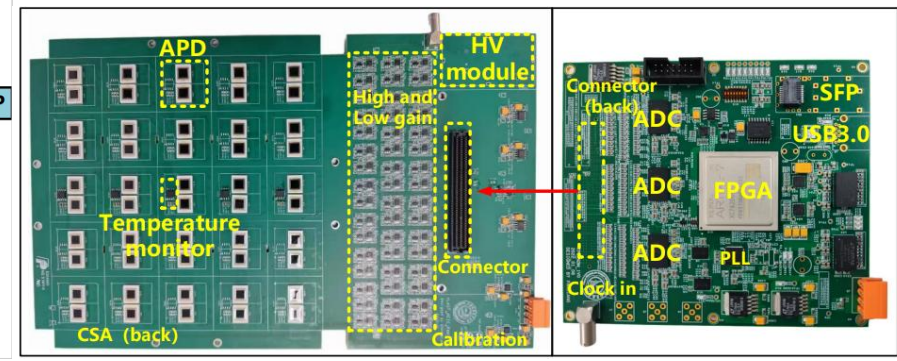 P
APD
HV
module
High and
Low gain
Temperature
monitor
Connector
CSA (back)
Calibration
Connector
(back)
ADC
ADC
ADC
FPGA
SFP
USB3.0
PLL
Clock in